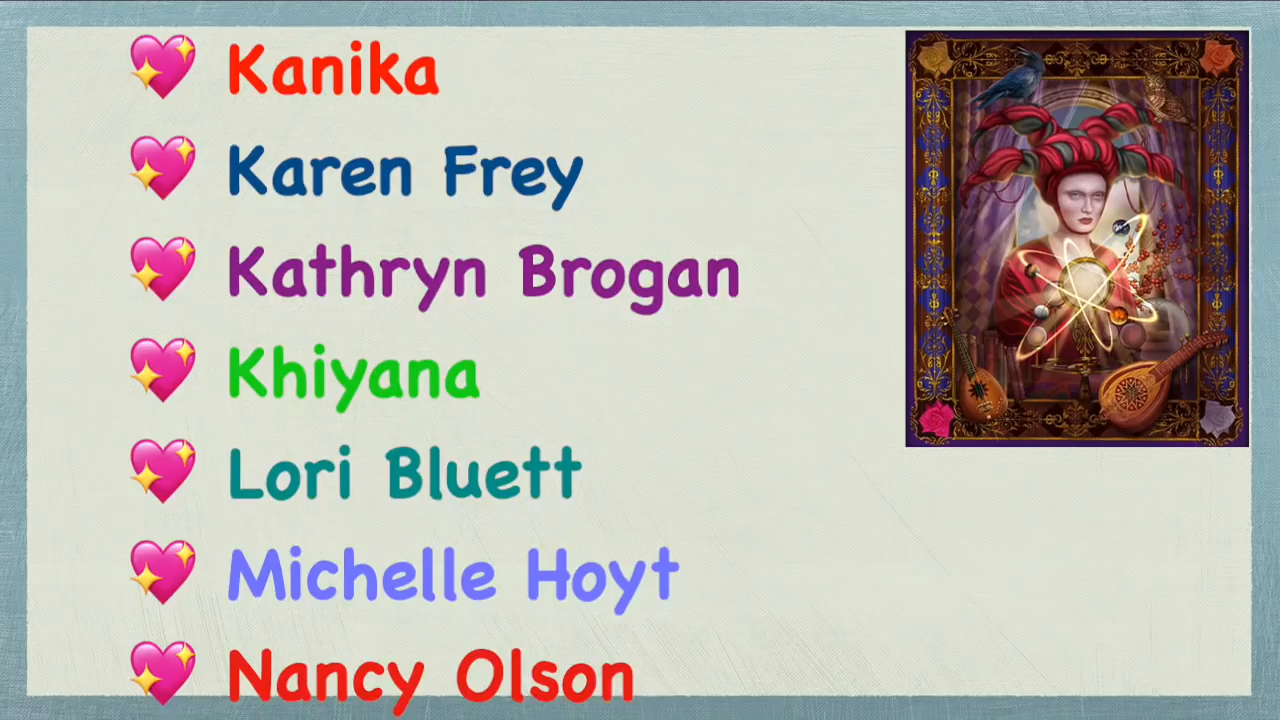 💖 Kanika
💖 Karen Frey
💖 Kathryn Brogan
💖 Khiyana
💖 Lori Bluett
💖 Michelle Hoyt
💖 Nancy Olson